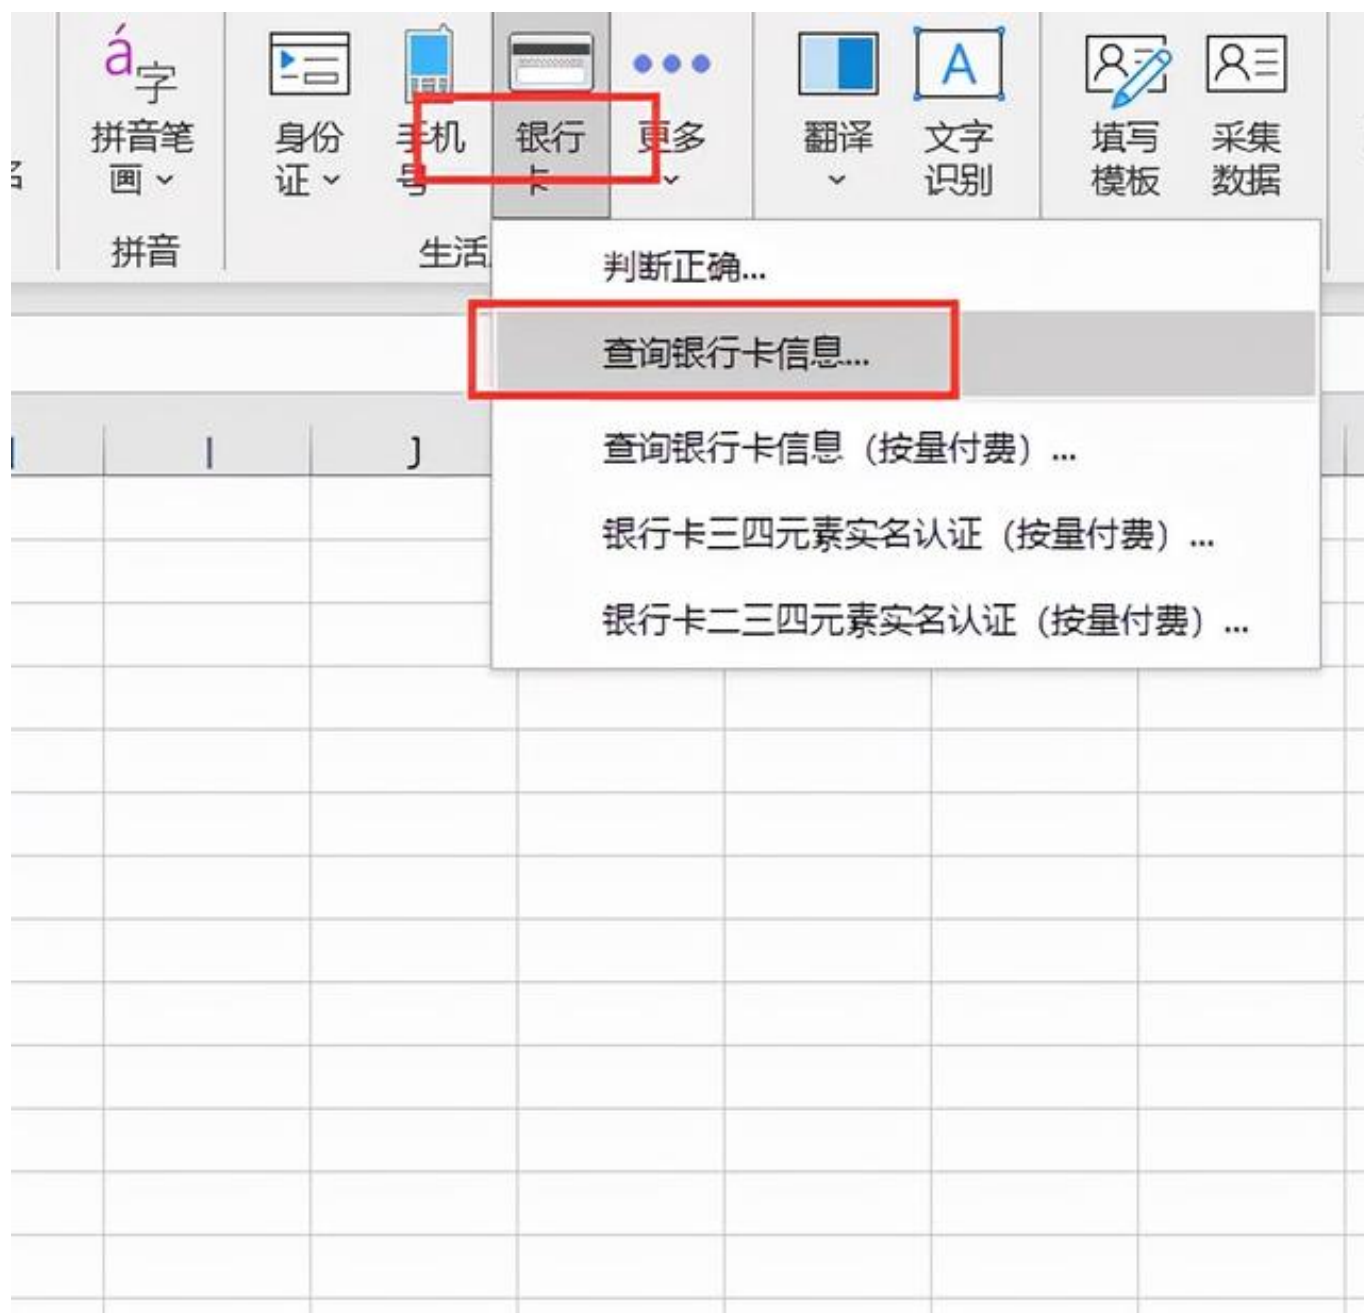 á字
A
拼音笔
身份
手机
银行
更多
翻译
文字
填写
采集
名
画
证
号
卡
识别
模板
数据
拼音
生活
判断正确...
查询银行卡信息...
I
J
查询银行卡信息（按量付费）...
银行卡三四元素实名认证（按量付费）...
银行卡二三四元素实名认证（按量付费）...